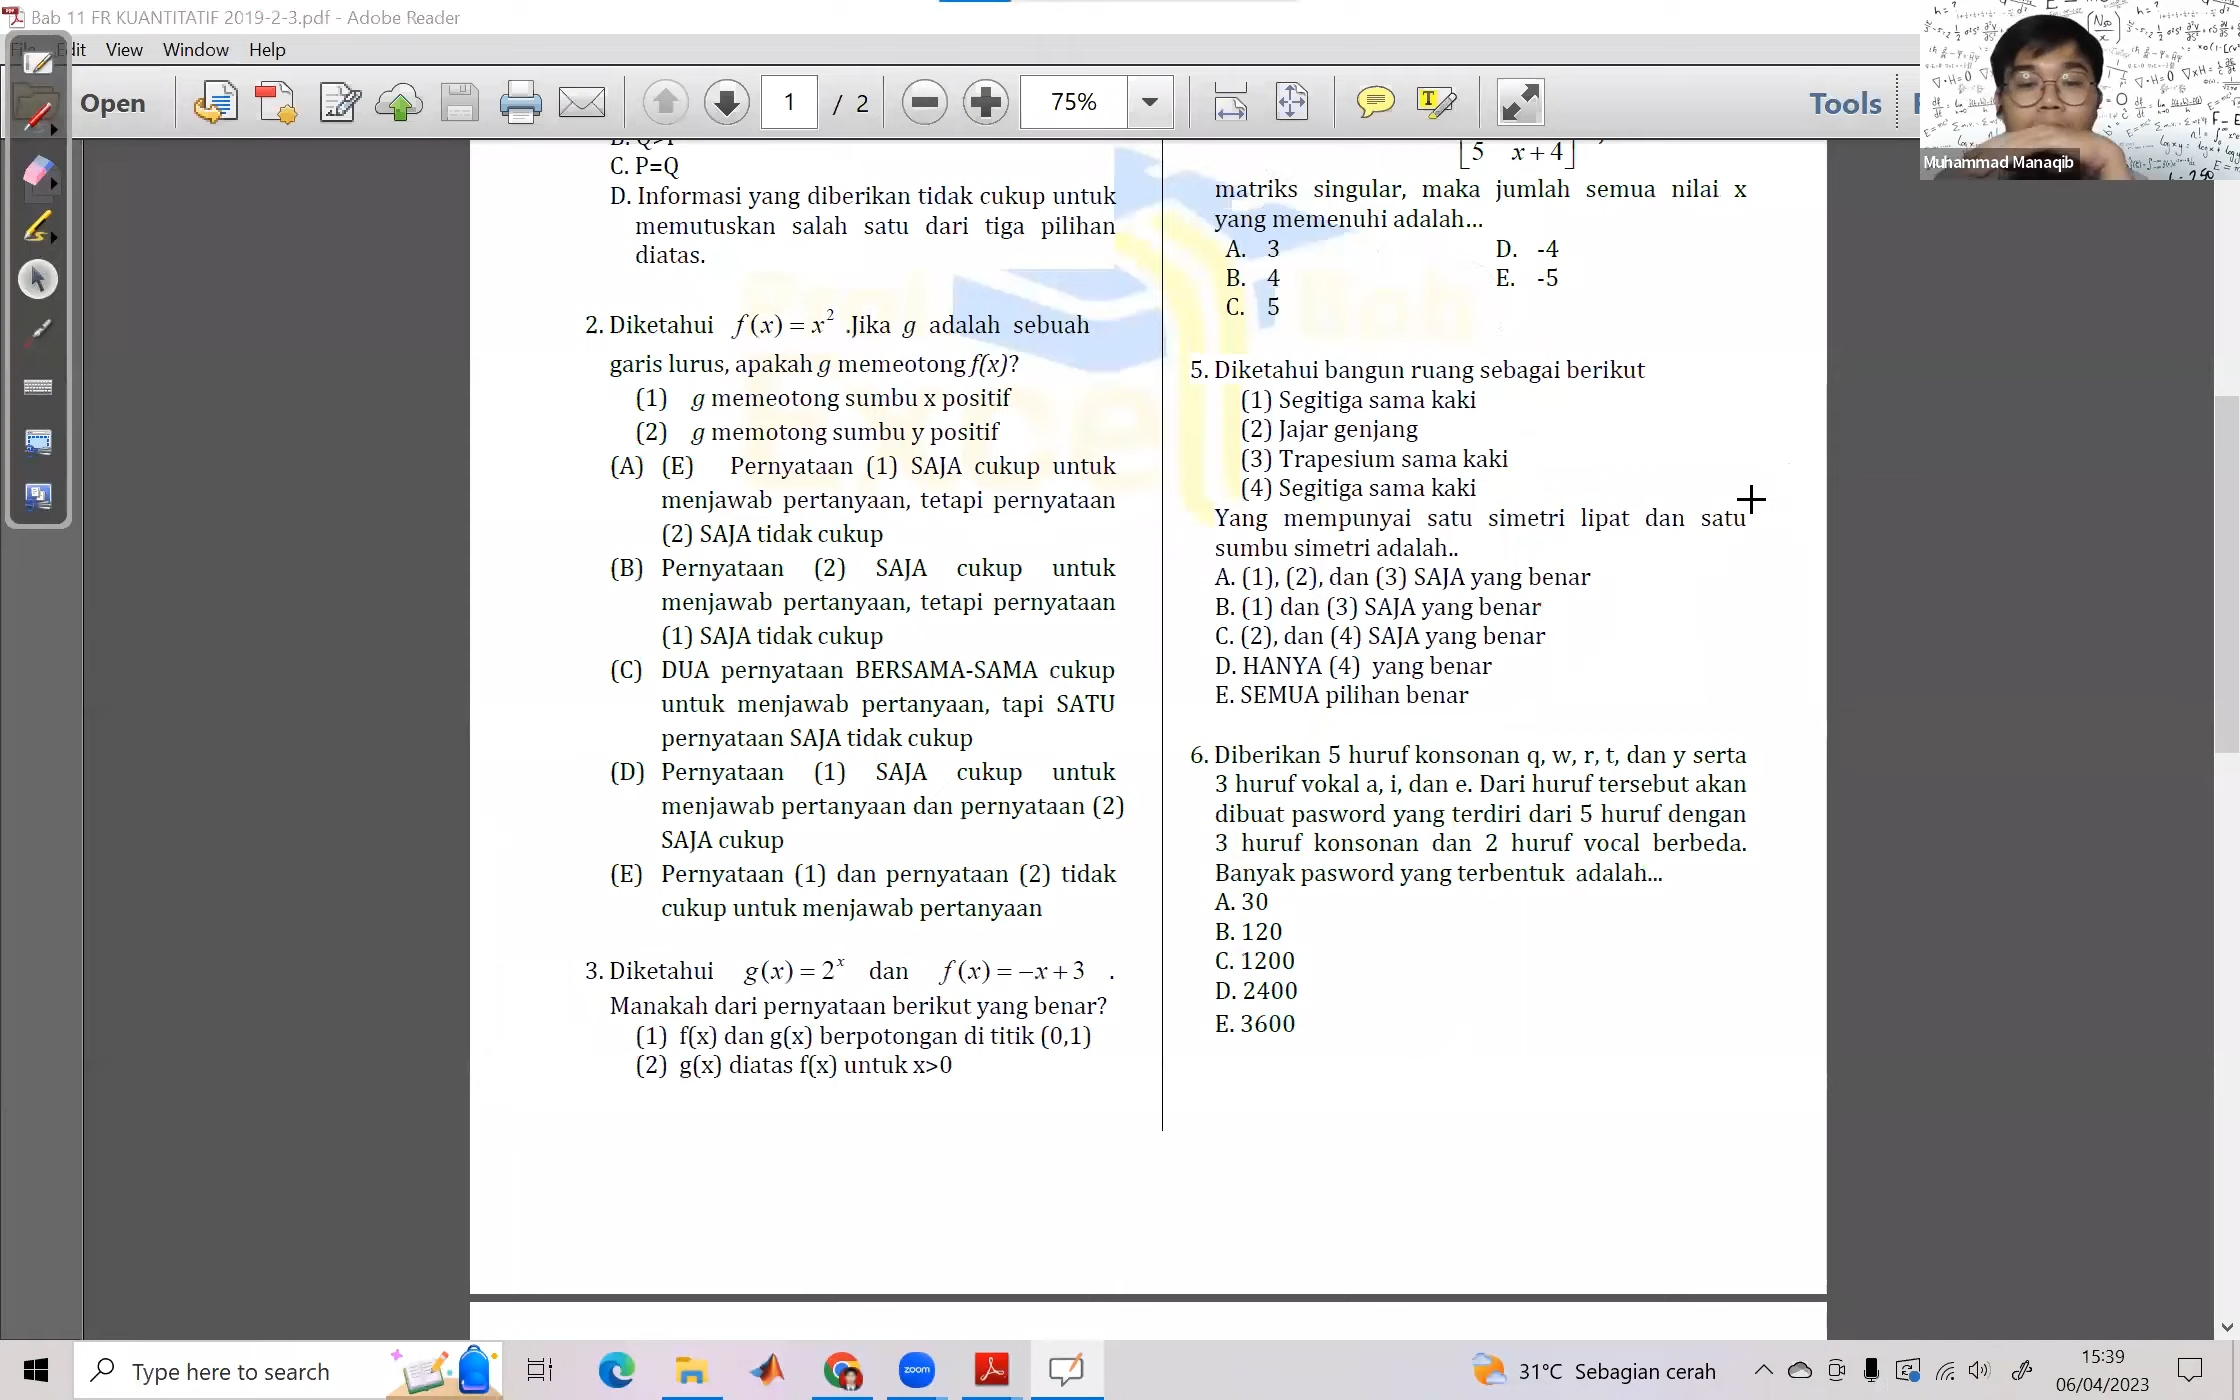 Bab 11 FR KUANTITATIF 2019-2-3.pdf - Adobe Reader
Edit View Window Help
Open 1 / 2 75% Tools
Muhammad Manaqib
C. P=Q
D. Informasi yang diberikan tidak cukup untuk
memutuskan salah satu dari tiga pilihan
diatas.
2. Diketahui f(x) = x² .Jika g adalah sebuah
garis lurus, apakah g memeotong f(x)?
(1) g memeotong sumbu x positif
(2) g memotong sumbu y positif
(A) (E) Pernyataan (1) SAJA cukup untuk
menjawab pertanyaan, tetapi pernyataan
(2) SAJA tidak cukup
(B) Pernyataan (2) SAJA cukup untuk
menjawab pertanyaan, tetapi pernyataan
(1) SAJA tidak cukup
(C) DUA pernyataan BERSAMA-SAMA cukup
untuk menjawab pertanyaan, tapi SATU
pernyataan SAJA tidak cukup
(D) Pernyataan (1) SAJA cukup untuk
menjawab pertanyaan dan pernyataan (2)
SAJA cukup
(E) Pernyataan (1) dan pernyataan (2) tidak
cukup untuk menjawab pertanyaan
3. Diketahui g(x) = 2ˣ dan f(x) = −x + 3 .
Manakah dari pernyataan berikut yang benar?
(1) f(x) dan g(x) berpotongan di titik (0,1)
(2) g(x) diatas f(x) untuk x>0
5 x + 4
matriks singular, maka jumlah semua nilai x
yang memenuhi adalah...
A. 3 D. -4
B. 4 E. -5
C. 5
5. Diketahui bangun ruang sebagai berikut
(1) Segitiga sama kaki
(2) Jajar genjang
(3) Trapesium sama kaki
(4) Segitiga sama kaki
Yang mempunyai satu simetri lipat dan satu
sumbu simetri adalah..
A. (1), (2), dan (3) SAJA yang benar
B. (1) dan (3) SAJA yang benar
C. (2), dan (4) SAJA yang benar
D. HANYA (4) yang benar
E. SEMUA pilihan benar
6. Diberikan 5 huruf konsonan q, w, r, t, dan y serta
3 huruf vokal a, i, dan e. Dari huruf tersebut akan
dibuat pasword yang terdiri dari 5 huruf dengan
3 huruf konsonan dan 2 huruf vocal berbeda.
Banyak pasword yang terbentuk adalah...
A. 30
B. 120
C. 1200
D. 2400
E. 3600
Type here to search
zoom
31°C Sebagian cerah
15:39
06/04/2023